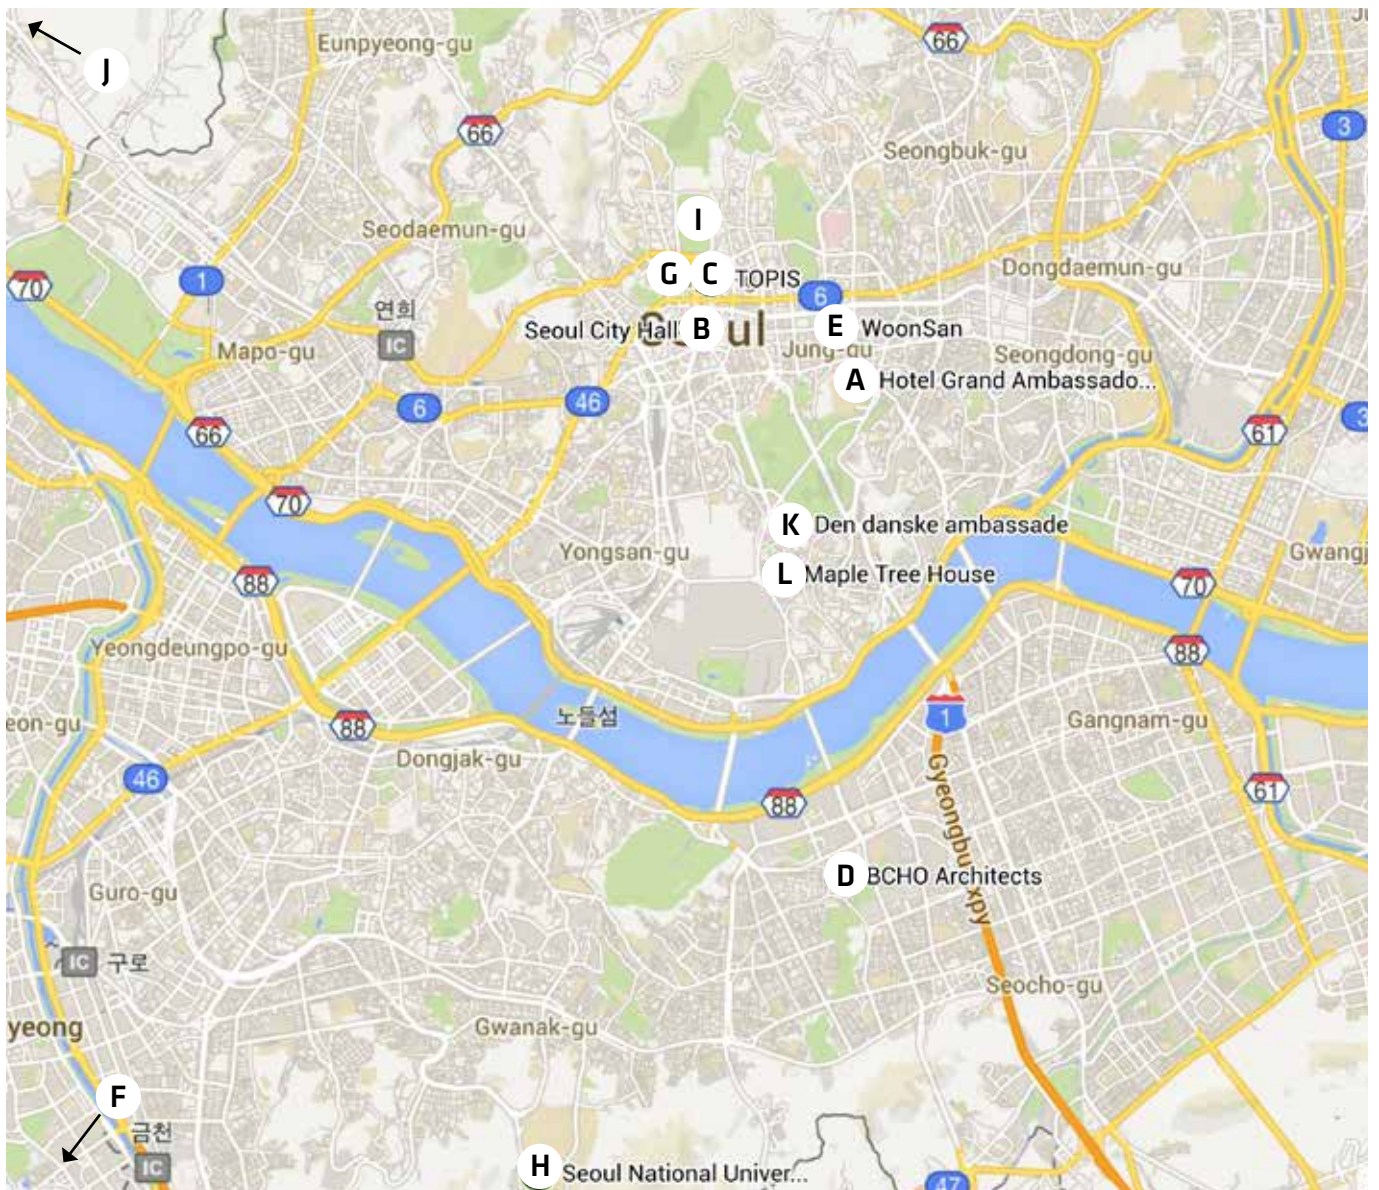 J
Eunpyeong-gu
66
66
3
Seongbuk-gu
I
Seodaemun-gu
G
C
TOPIS
Dongdaemun-gu
70
1
6
연희
IC
Seoul City Hall
B
E
WoonSan
Jung-gu
Mapo-gu
Seongdong-gu
A
Hotel Grand Ambassado...
6
46
3
66
61
70
K
Den danske ambassade
Yongsan-gu
L
Maple Tree House
88
70
Yeongdeungpo-gu
88
노들섬
1
Gangnam-gu
eon-gu
88
Dongjak-gu
46
88
61
Gyeongbu
xpy
D
BCHO Architects
Guro-gu
IC
구로
Seocho-gu
yeong
Gwanak-gu
F
금천
IC
H
Seoul National Univer...
47